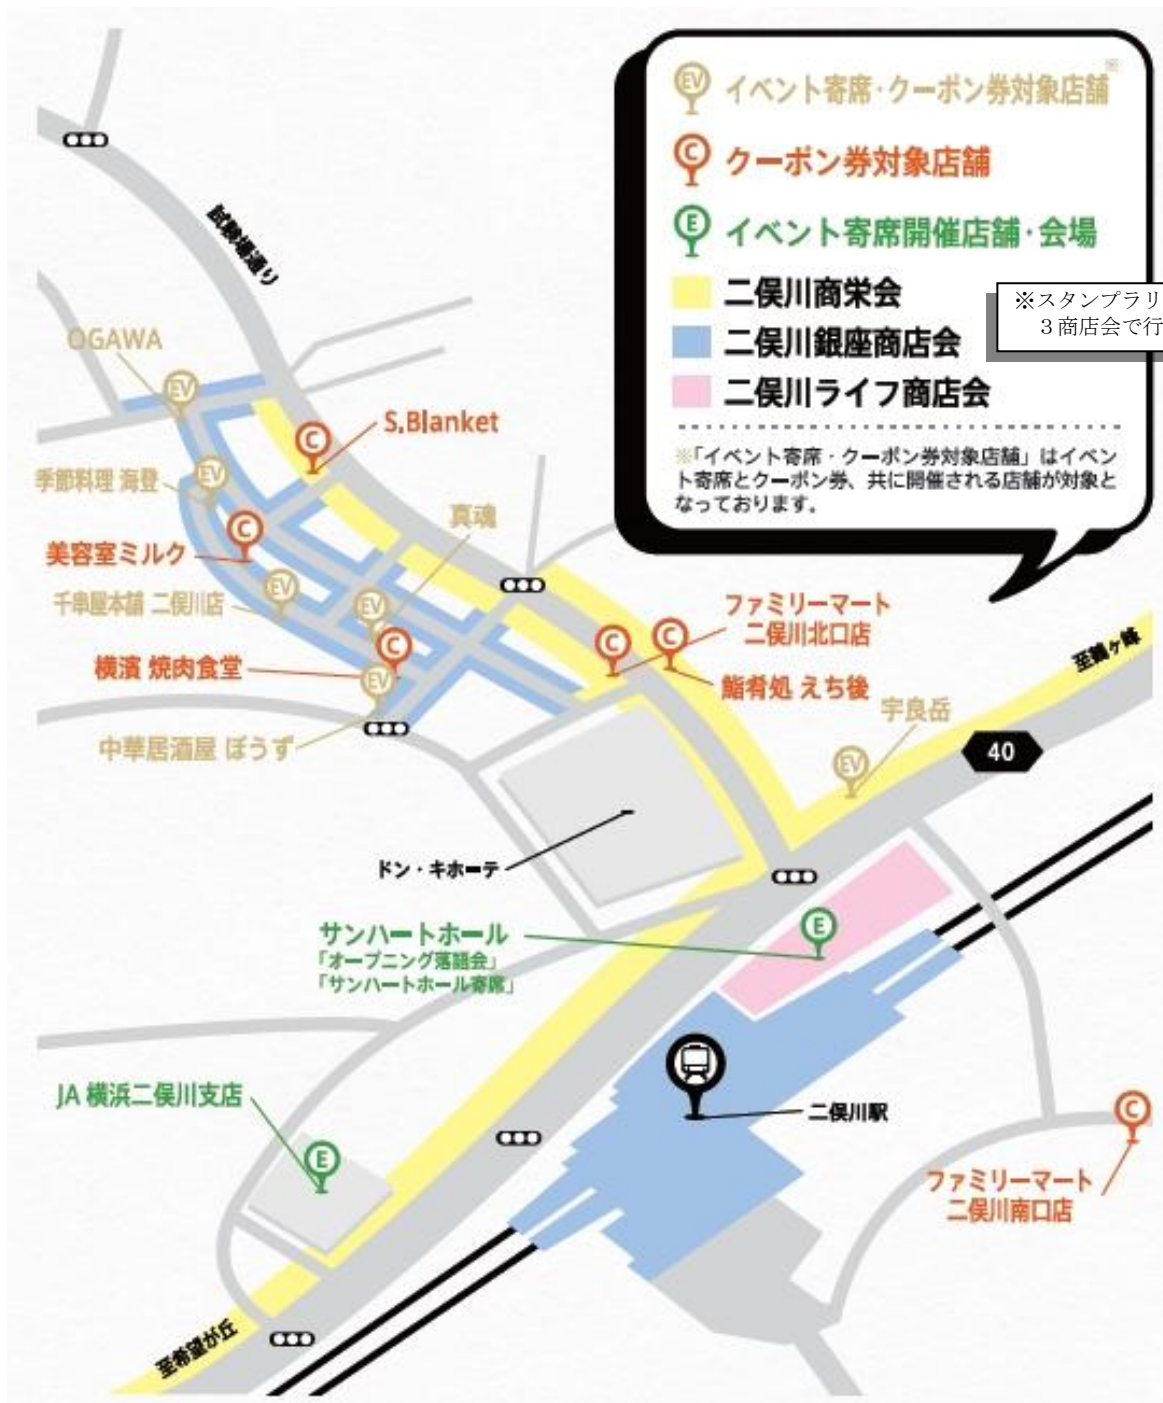 EV イベント寄席・クーポン券対象店舗※
C クーポン券対象店舗
E イベント寄席開催店舗・会場
二俣川商栄会
二俣川銀座商店会
二俣川ライフ商店会
※スタンプラリ
３商店会で行
※「イベント寄席・クーポン券対象店舗」はイベン
ト寄席とクーポン券、共に開催される店舗が対象と
なっております。
試験場通り
OGAWA
EV
C
S.Blanket
季節料理 海登
EV
真魂
C
美容室ミルク
EV
千串屋本舗 二俣川店
EV
ファミリーマート
二俣川北口店
C
C
C
横濱 焼肉食堂
EV
鮨肴処 えち後
至鶴ヶ峰
宇良岳
中華居酒屋 ぼうず
EV
40
ドン・キホーテ
サンハートホール
「オープニング落語会」
「サンハートホール寄席」
E
JA 横浜二俣川支店
E
二俣川駅
C
ファミリーマート
二俣川南口店
至希望が丘